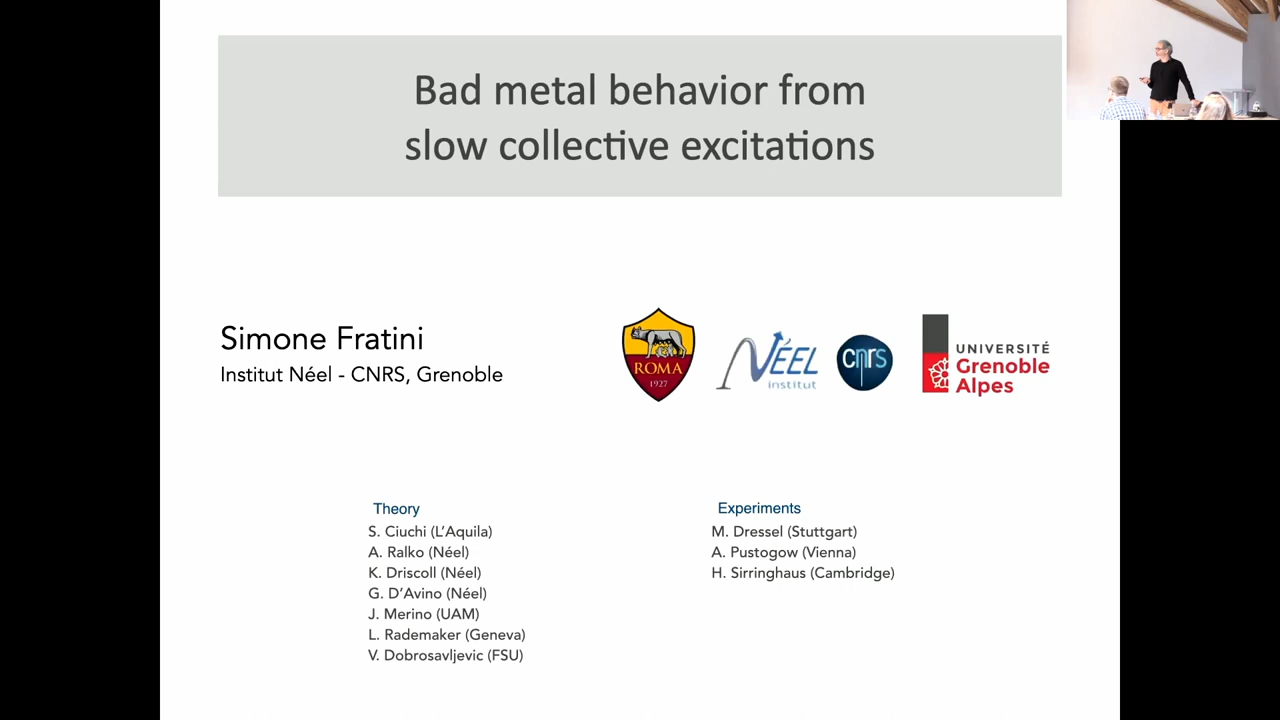 Bad metal behavior from
slow collective excitations
Simone Fratini
Institut Néel - CNRS, Grenoble
ROMA
1927
NÉEL
institut
cnrs
UNIVERSITÉ
Grenoble
Alpes
Theory
S. Ciuchi (L'Aquila)
A. Ralko (Néel)
K. Driscoll (Néel)
G. D'Avino (Néel)
J. Merino (UAM)
L. Rademaker (Geneva)
V. Dobrosavljevic (FSU)
Experiments
M. Dressel (Stuttgart)
A. Pustogow (Vienna)
H. Sirringhaus (Cambridge)